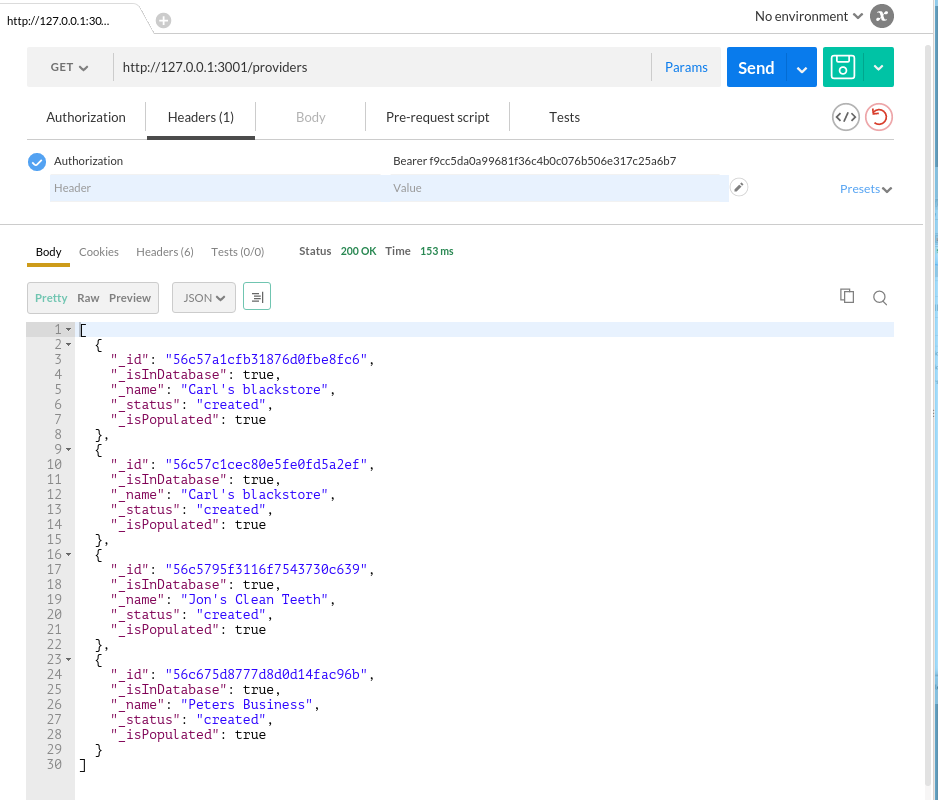 http://127.0.0.1:30...
No environment
GET http://127.0.0.1:3001/providers Params Send
Authorization Headers (1) Body Pre-request script Tests
Authorization Bearer f9cc5da0a99681f36c4b0c076b506e317c25a6b7
Header Value Presets
Body Cookies Headers (6) Tests (0/0) Status 200 OK Time 153 ms
Pretty Raw Preview JSON
1 [
2 {
3 "_id": "56c57a1cfb31876d0fbe8fc6",
4 "_isInDatabase": true,
5 "_name": "Carl's blackstore",
6 "_status": "created",
7 "_isPopulated": true
8 },
9 {
10 "_id": "56c57c1cec80e5fe0fd5a2ef",
11 "_isInDatabase": true,
12 "_name": "Carl's blackstore",
13 "_status": "created",
14 "_isPopulated": true
15 },
16 {
17 "_id": "56c5795f3116f7543730c639",
18 "_isInDatabase": true,
19 "_name": "Jon's Clean Teeth",
20 "_status": "created",
21 "_isPopulated": true
22 },
23 {
24 "_id": "56c675d8777d8d0d14fac96b",
25 "_isInDatabase": true,
26 "_name": "Peters Business",
27 "_status": "created",
28 "_isPopulated": true
29 }
30 ]